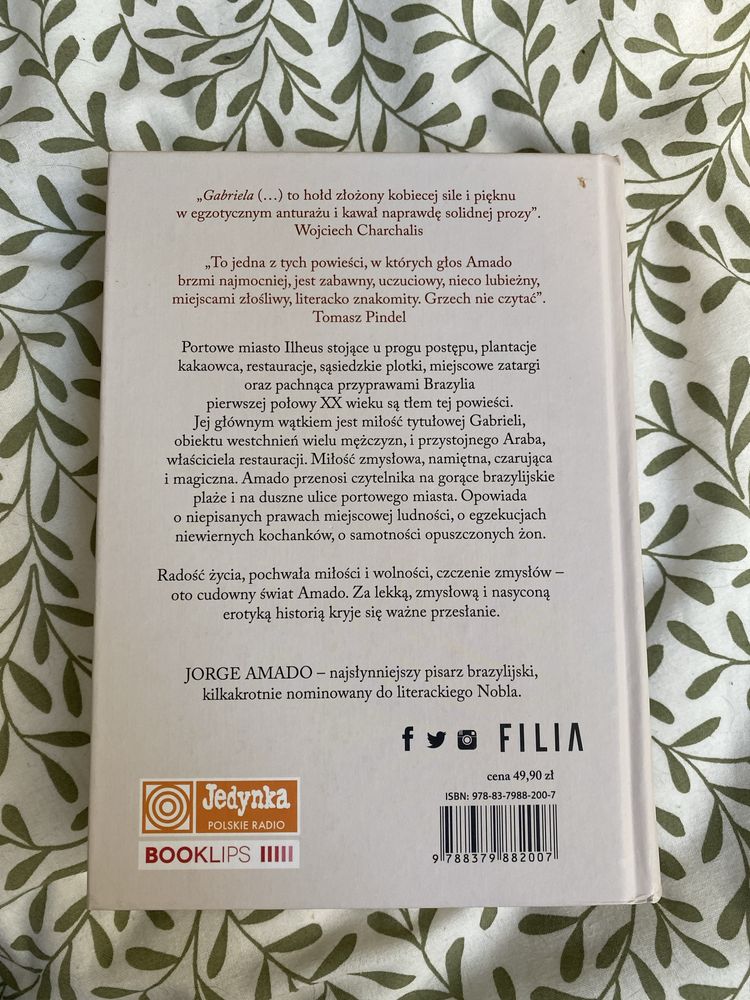 „Gabriela (…) to hołd złożony kobiecej sile i pięknu
w egzotycznym anturażu i kawał naprawdę solidnej prozy”.
Wojciech Charchalis
„To jedna z tych powieści, w których głos Amado
brzmi najmocniej, jest zabawny, uczuciowy, nieco lubieżny,
miejscami złośliwy, literacko znakomity. Grzech nie czytać”.
Tomasz Pindel
Portowe miasto Ilheus stojące u progu postępu, plantacje
kakaowca, restauracje, sąsiedzkie plotki, miejscowe zatargi
oraz pachnąca przyprawami Brazylia
pierwszej połowy XX wieku są tłem tej powieści.
Jej głównym wątkiem jest miłość tytułowej Gabrieli,
obiektu westchnień wielu mężczyzn, i przystojnego Araba,
właściciela restauracji. Miłość zmysłowa, namiętna, czarująca
i magiczna. Amado przenosi czytelnika na gorące brazylijskie
plaże i na duszne ulice portowego miasta. Opowiada
o niepisanych prawach miejscowej ludności, o egzekucjach
niewiernych kochanków, o samotności opuszczonych żon.
Radość życia, pochwała miłości i wolności, czczenie zmysłów –
oto cudowny świat Amado. Za lekką, zmysłową i nasyconą
erotyką historią kryje się ważne przesłanie.
JORGE AMADO – najsłynniejszy pisarz brazylijski,
kilkakrotnie nominowany do literackiego Nobla.
FILIA
cena 49,90 zł
ISBN: 978-83-7988-200-7
9 788379 882007
Jedynka
POLSKIE RADIO
BOOKLIPS